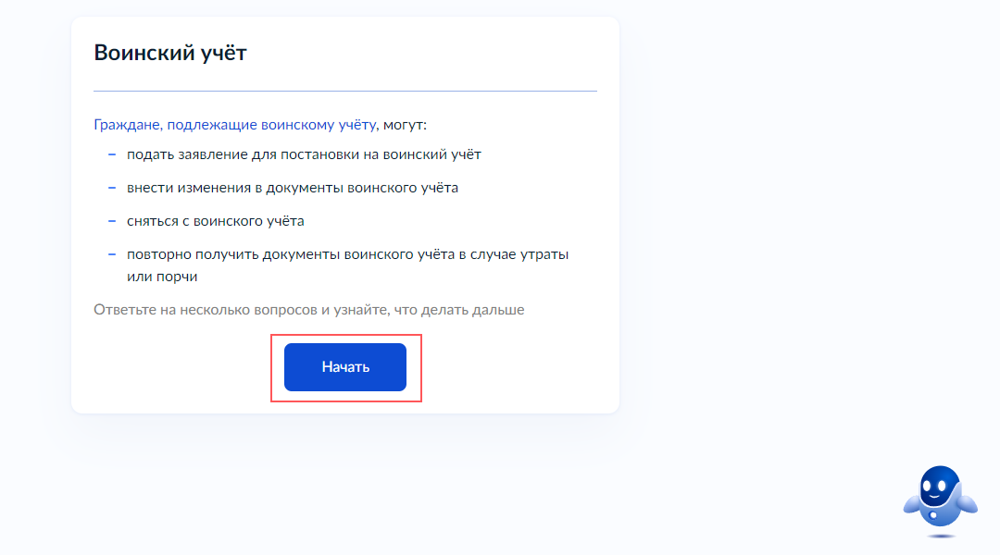 Воинский учёт
Граждане, подлежащие воинскому учёту, могут:
– подать заявление для постановки на воинский учёт
– внести изменения в документы воинского учёта
– сняться с воинского учёта
– повторно получить документы воинского учёта в случае утраты
или порчи
Ответьте на несколько вопросов и узнайте, что делать дальше
Начать